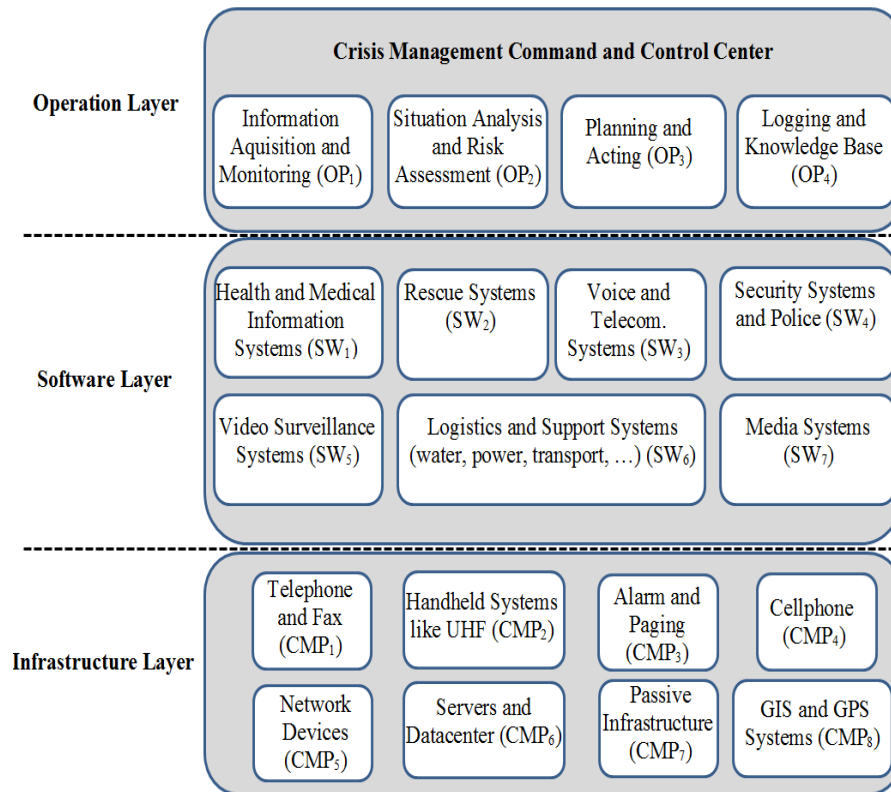 Crisis Management Command and Control Center
Operation Layer
Information
Aquisition and
Monitoring (OP₁)
Situation Analysis
and Risk
Assessment (OP₂)
Planning and
Acting (OP₃)
Logging and
Knowledge Base
(OP₄)
Software Layer
Health and Medical
Information
Systems (SW₁)
Rescue Systems
(SW₂)
Voice and
Telecom.
Systems (SW₃)
Security Systems
and Police (SW₄)
Video Surveillance
Systems (SW₅)
Logistics and Support Systems
(water, power, transport, …) (SW₆)
Media Systems
(SW₇)
Infrastructure Layer
Telephone
and Fax
(CMP₁)
Handheld Systems
like UHF (CMP₂)
Alarm and
Paging
(CMP₃)
Cellphone
(CMP₄)
Network
Devices
(CMP₅)
Servers and
Datacenter (CMP₆)
Passive
Infrastructure
(CMP₇)
GIS and GPS
Systems (CMP₈)